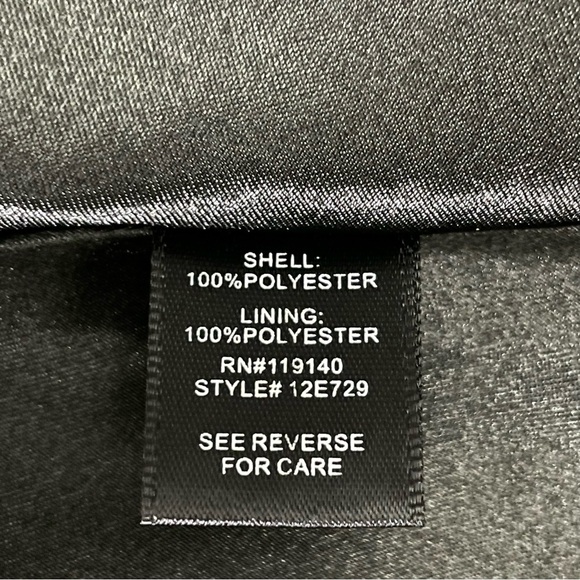 SHELL:
100%POLYESTER
LINING:
100%POLYESTER
RN#119140
STYLE# 12E729
SEE REVERSE
FOR CARE